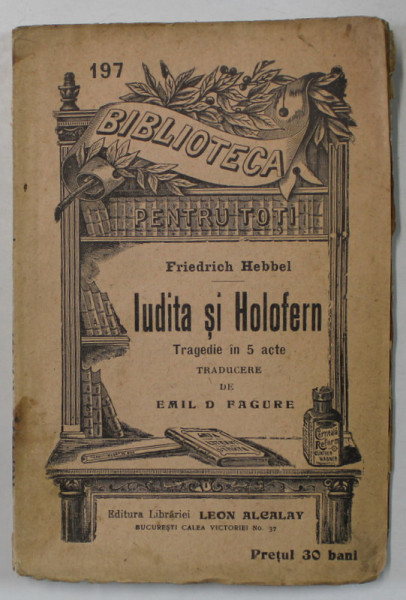 197
BIBLIOTECA
PENTRU TOȚI
Friedrich Hebbel
Iudita și Holofern
Tragedie în 5 acte
TRADUCERE
DE
EMIL D FAGURE
Editura Librăriei LEON ALCALAY
BUCUREȘTI CALEA VICTORIEI No. 37
Prețul 30 bani